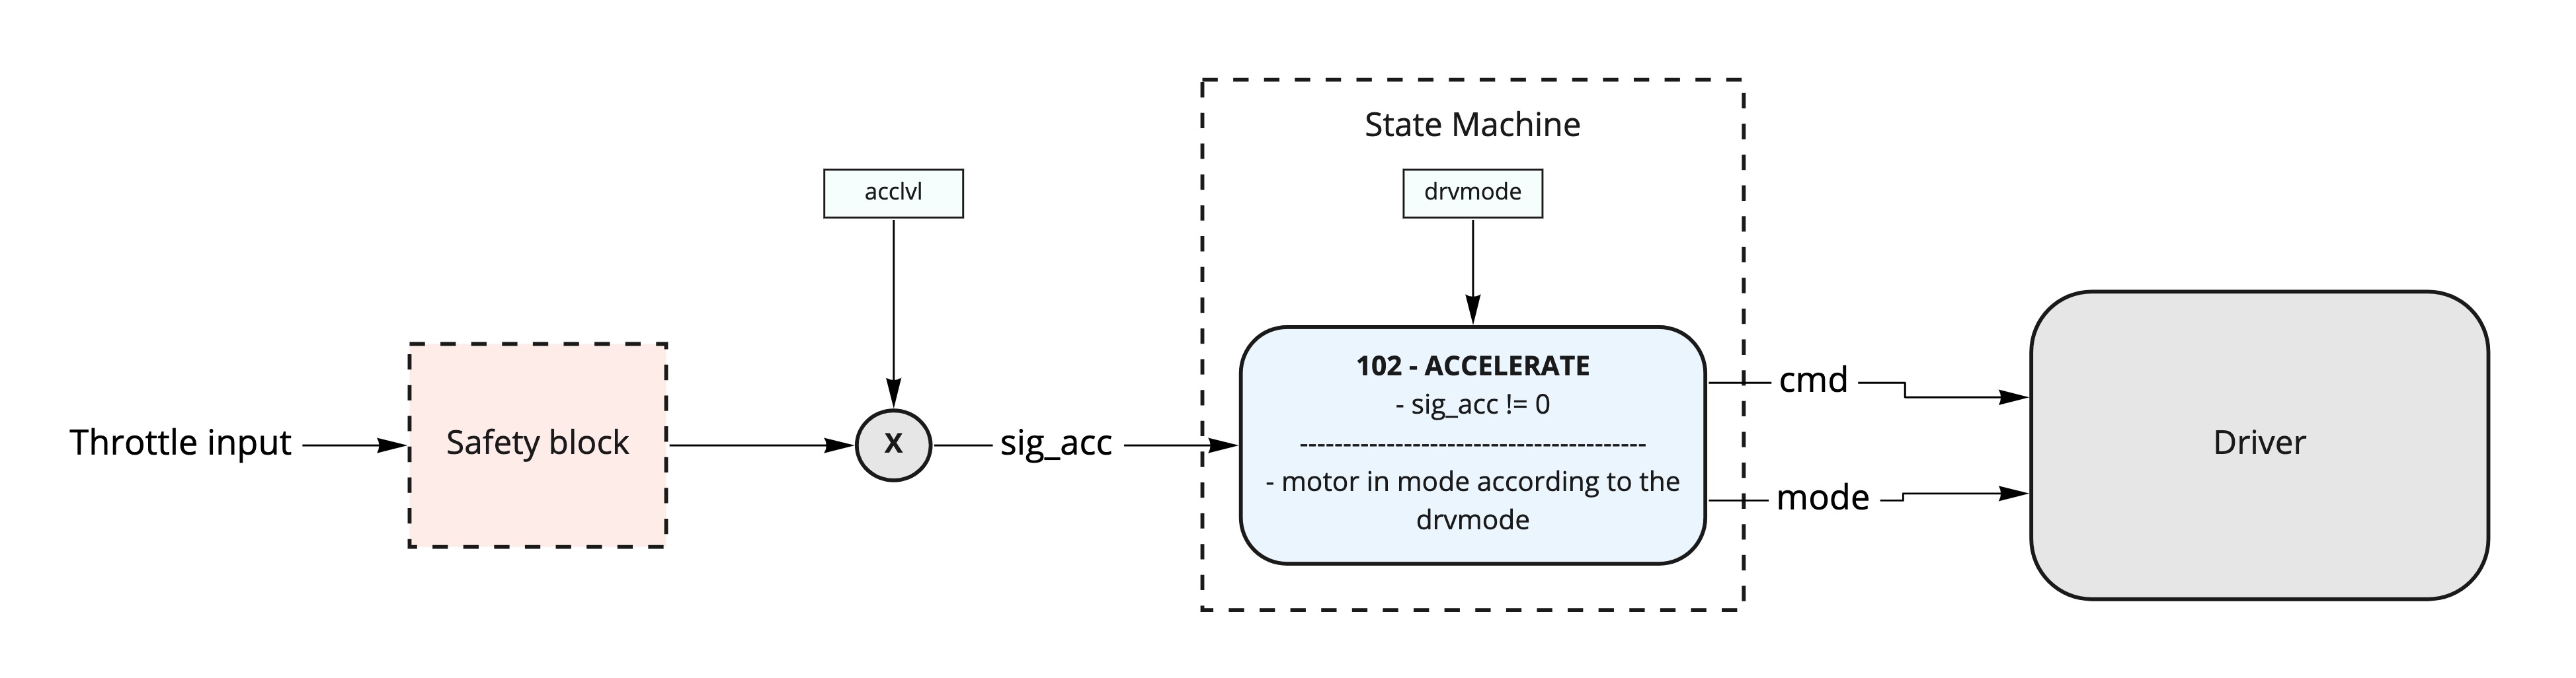 State Machine
acclvl
drvmode
Throttle input
Safety block
X
sig_acc
102 - ACCELERATE
- sig_acc != 0
-----------------------------------------
- motor in mode according to the
drvmode
cmd
mode
Driver